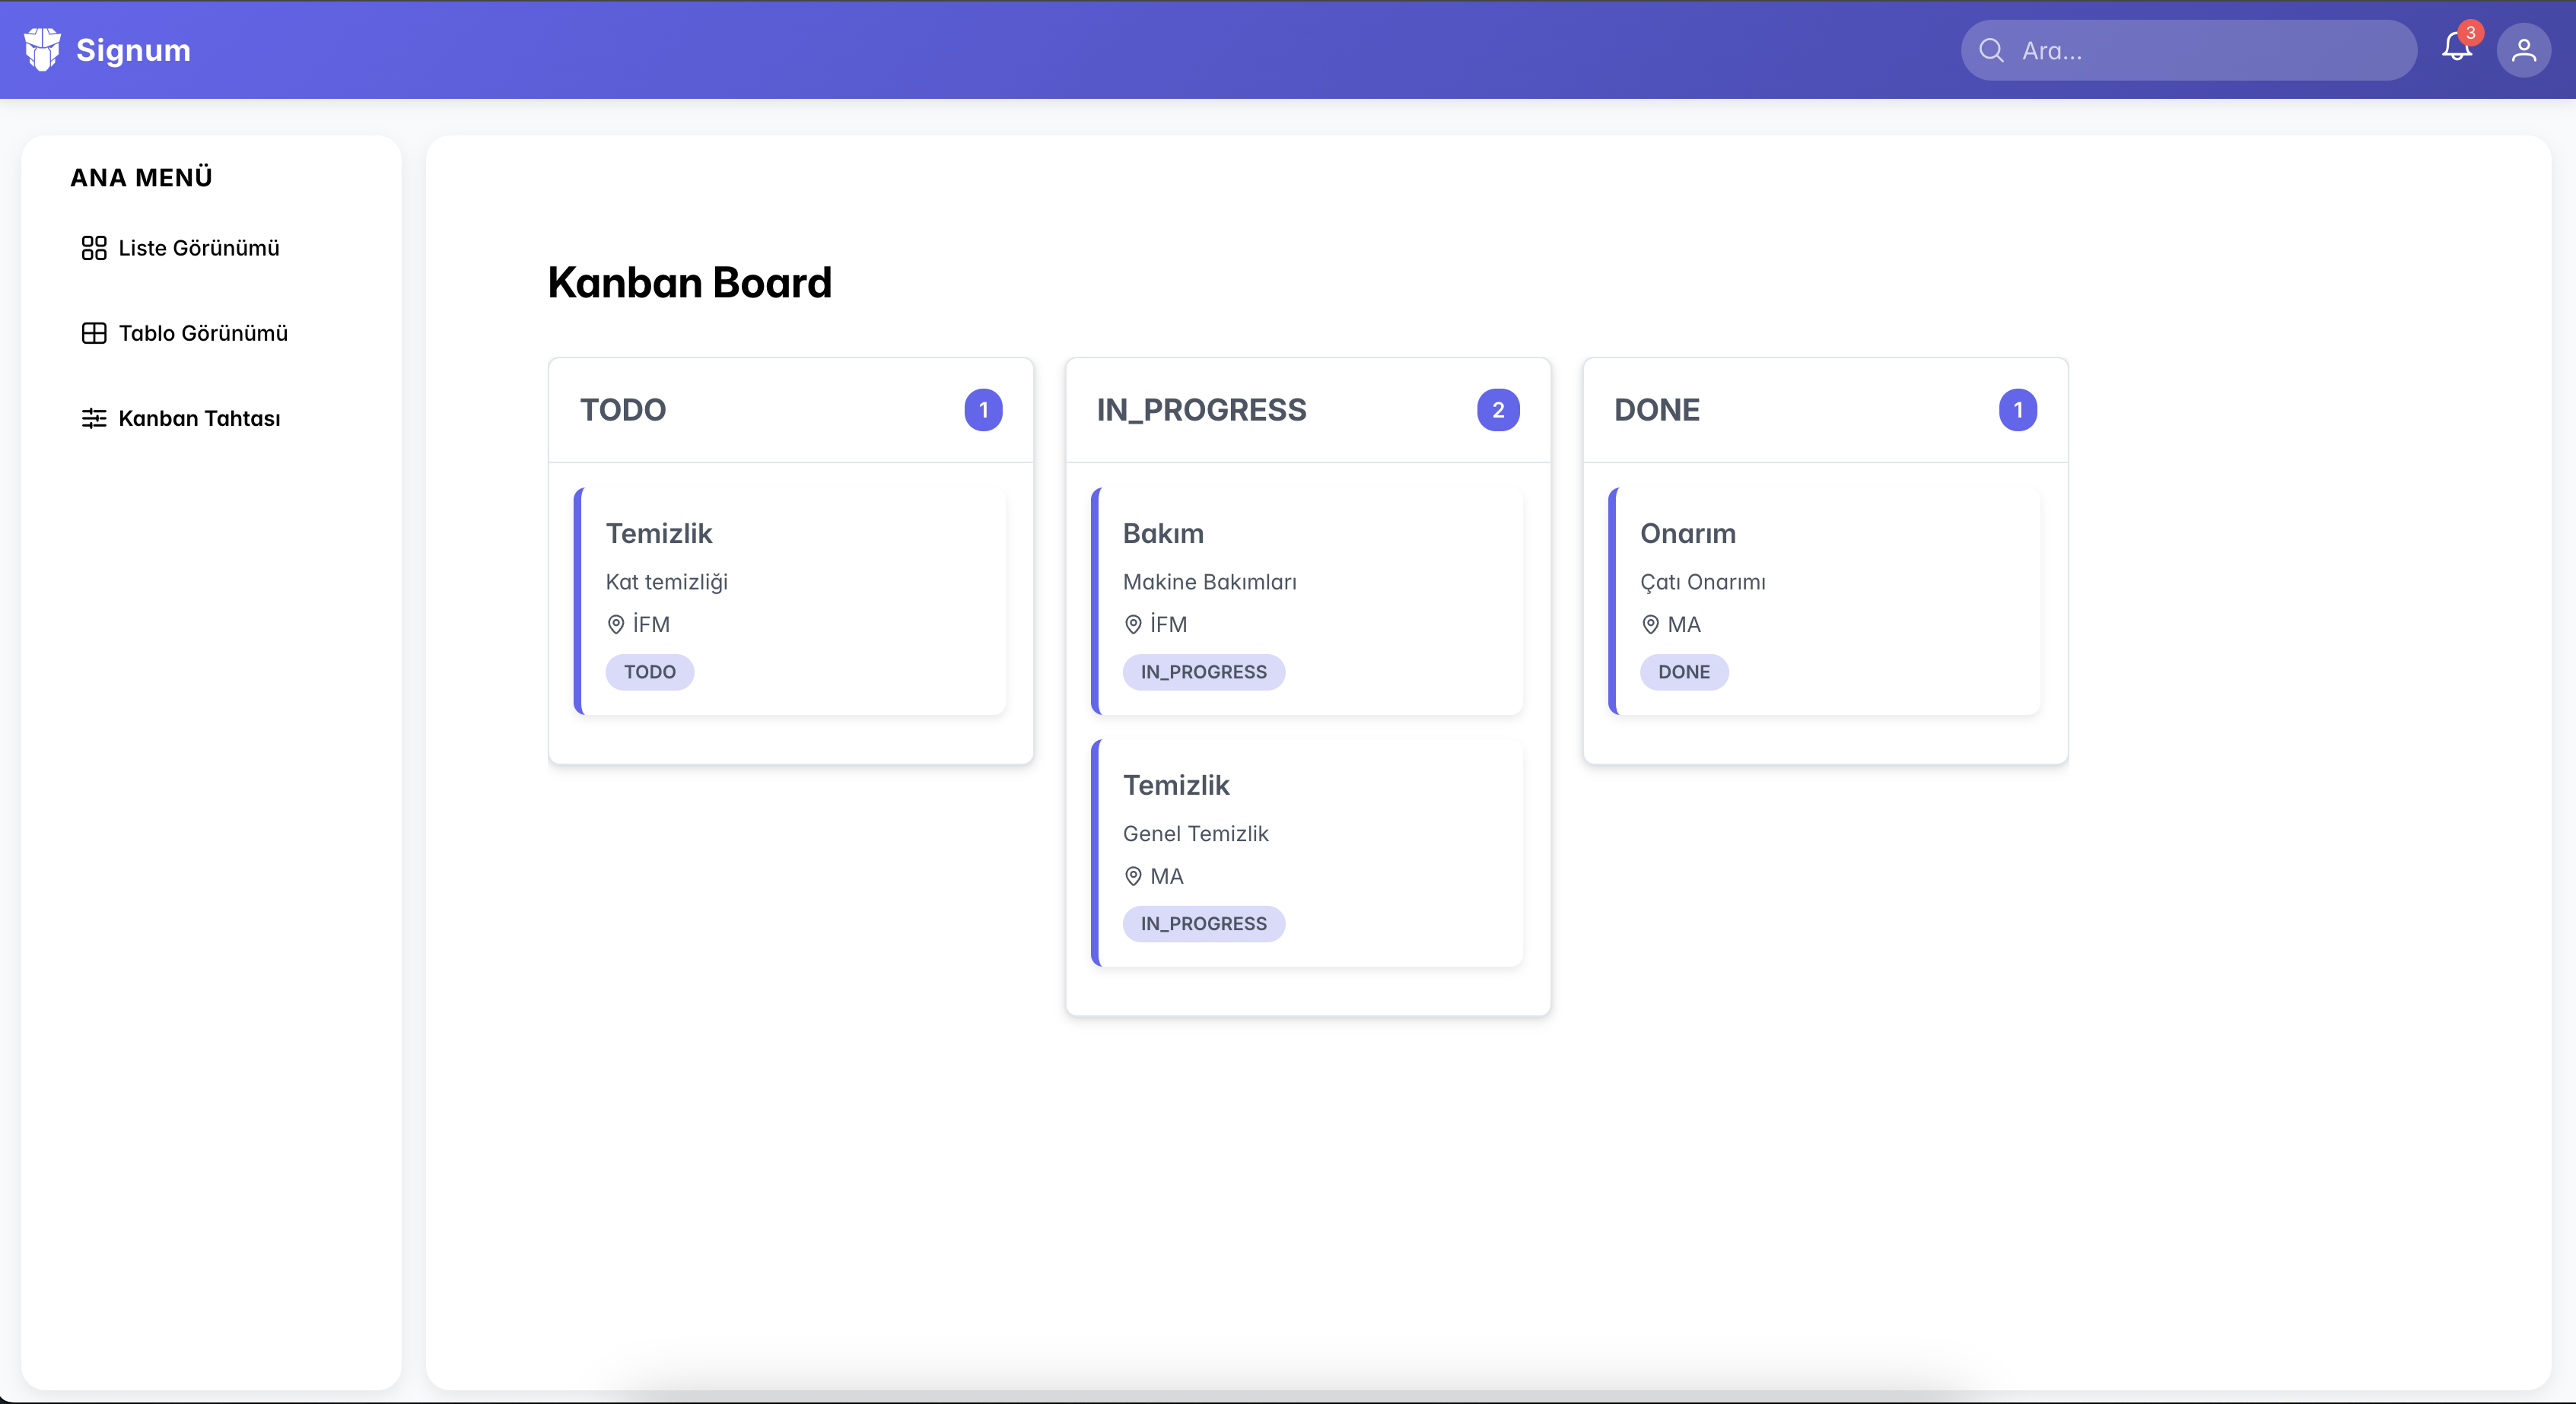 Signum
Ara...
3
ANA MENÜ
Liste Görünümü
Tablo Görünümü
Kanban Tahtası
Kanban Board
TODO
1
Temizlik
Kat temizliği
İFM
TODO
IN_PROGRESS
2
Bakım
Makine Bakımları
İFM
IN_PROGRESS
Temizlik
Genel Temizlik
MA
IN_PROGRESS
DONE
1
Onarım
Çatı Onarımı
MA
DONE